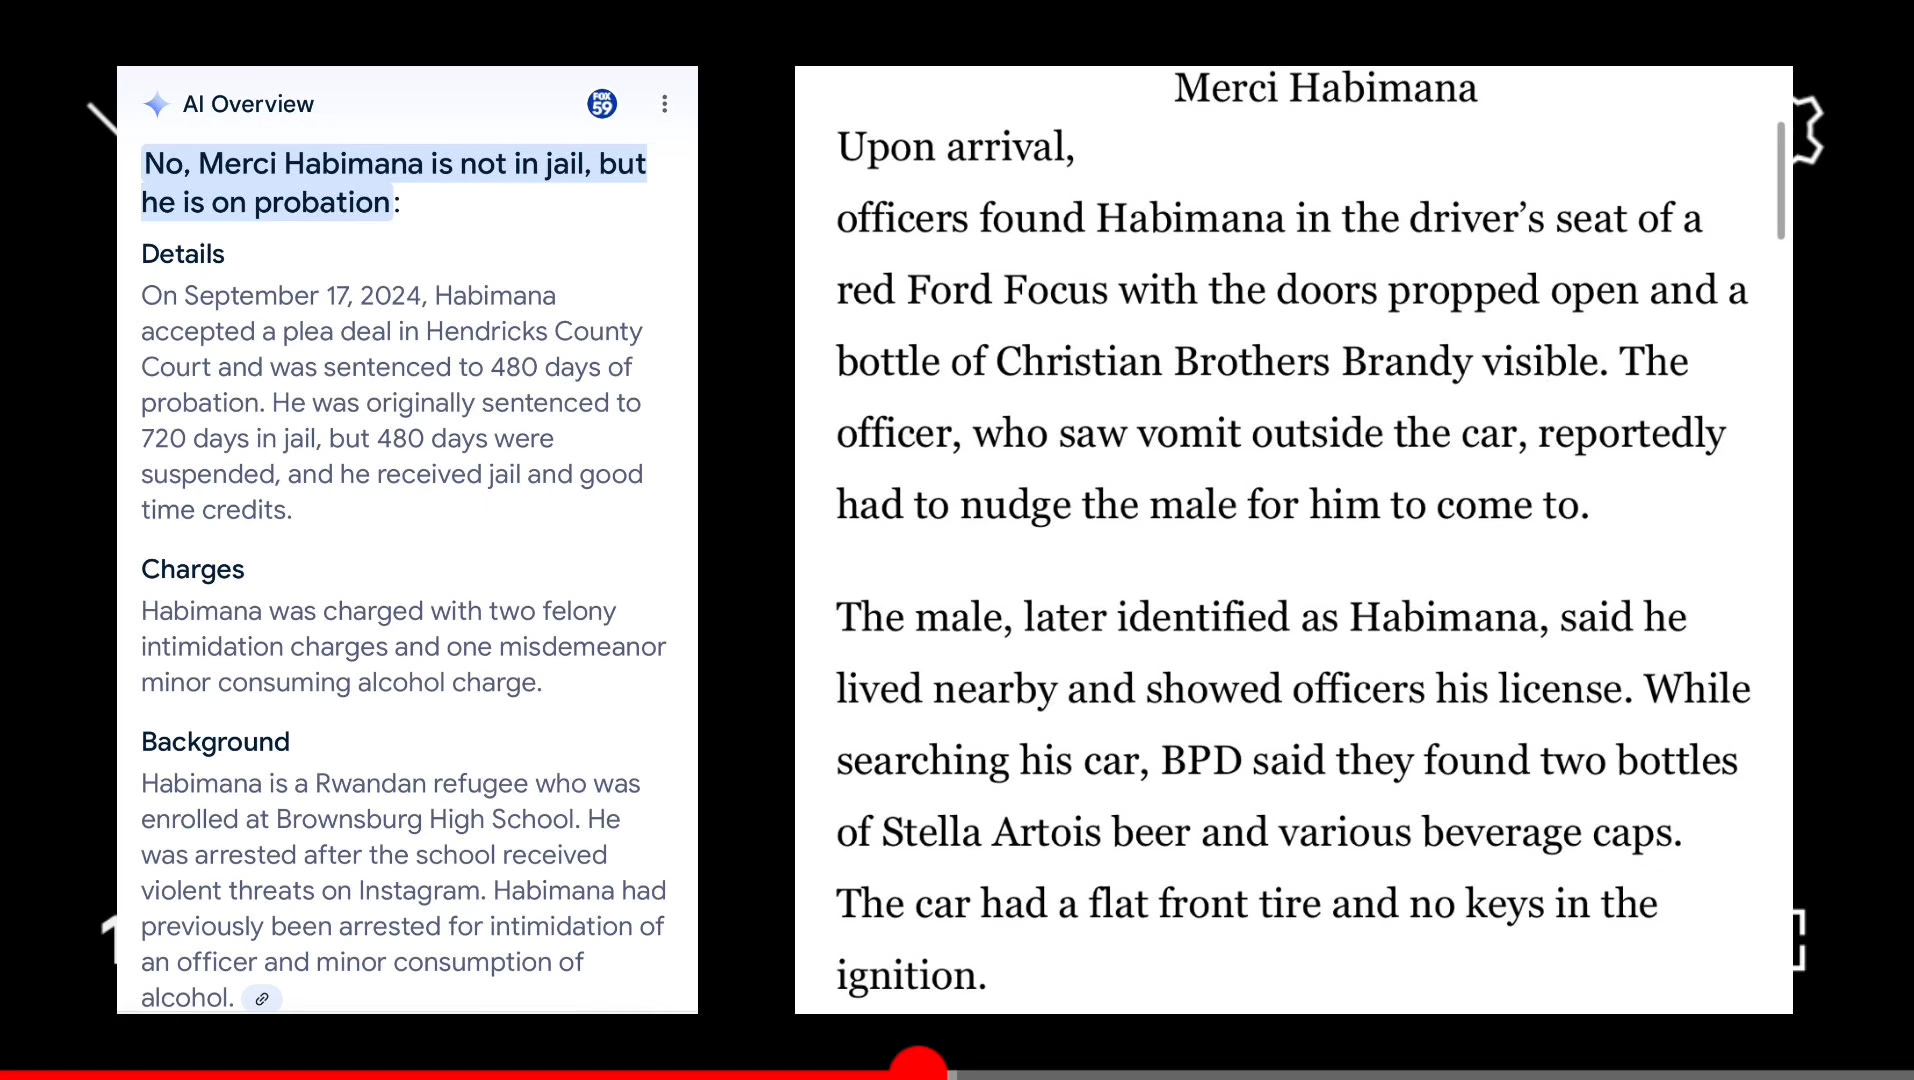 AI Overview
FOX
59
No, Merci Habimana is not in jail, but
he is on probation:
Details
On September 17, 2024, Habimana
accepted a plea deal in Hendricks County
Court and was sentenced to 480 days of
probation. He was originally sentenced to
720 days in jail, but 480 days were
suspended, and he received jail and good
time credits.
Charges
Habimana was charged with two felony
intimidation charges and one misdemeanor
minor consuming alcohol charge.
Background
Habimana is a Rwandan refugee who was
enrolled at Brownsburg High School. He
was arrested after the school received
violent threats on Instagram. Habimana had
previously been arrested for intimidation of
an officer and minor consumption of
alcohol.
Merci Habimana
Upon arrival,
officers found Habimana in the driver’s seat of a
red Ford Focus with the doors propped open and a
bottle of Christian Brothers Brandy visible. The
officer, who saw vomit outside the car, reportedly
had to nudge the male for him to come to.
The male, later identified as Habimana, said he
lived nearby and showed officers his license. While
searching his car, BPD said they found two bottles
of Stella Artois beer and various beverage caps.
The car had a flat front tire and no keys in the
ignition.